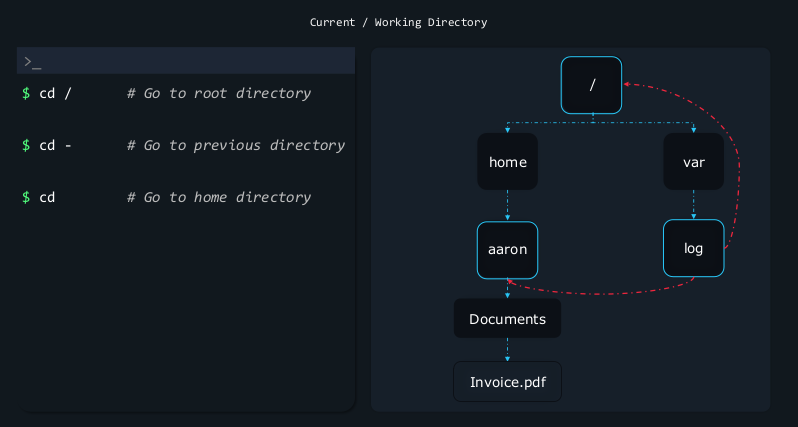 Current / Working Directory
>_
$ cd / # Go to root directory
$ cd - # Go to previous directory
$ cd # Go to home directory
/
home
var
aaron
log
Documents
Invoice.pdf